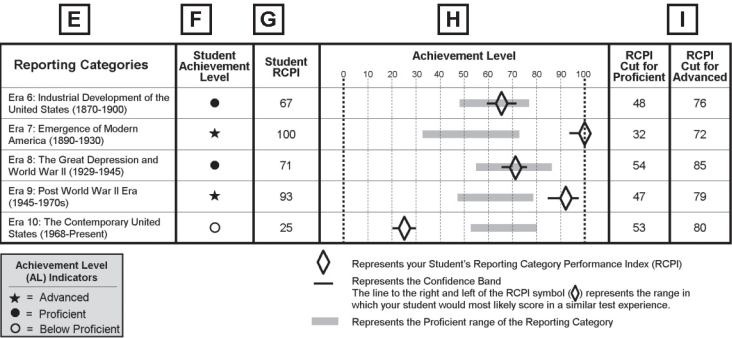 E F G H I
Reporting Categories
Student
Achievement
Level
Student
RCPI
Achievement Level
0 10 20 30 40 50 60 70 80 90 100
RCPI
Cut for
Proficient
RCPI
Cut for
Advanced
Era 6: Industrial Development of the
United States (1870-1900)
67 48 76
Era 7: Emergence of Modern
America (1890-1930)
100 32 72
Era 8: The Great Depression and
World War II (1929-1945)
71 54 85
Era 9: Post World War II Era
(1945-1970s)
93 47 79
Era 10: The Contemporary United
States (1968-Present)
25 53 80
Achievement Level
(AL) Indicators
★ = Advanced
● = Proficient
O = Below Proficient
Represents your Student's Reporting Category Performance Index (RCPI)
Represents the Confidence Band
The line to the right and left of the RCPI symbol (◊) represents the range in
which your student would most likely score in a similar test experience.
Represents the Proficient range of the Reporting Category